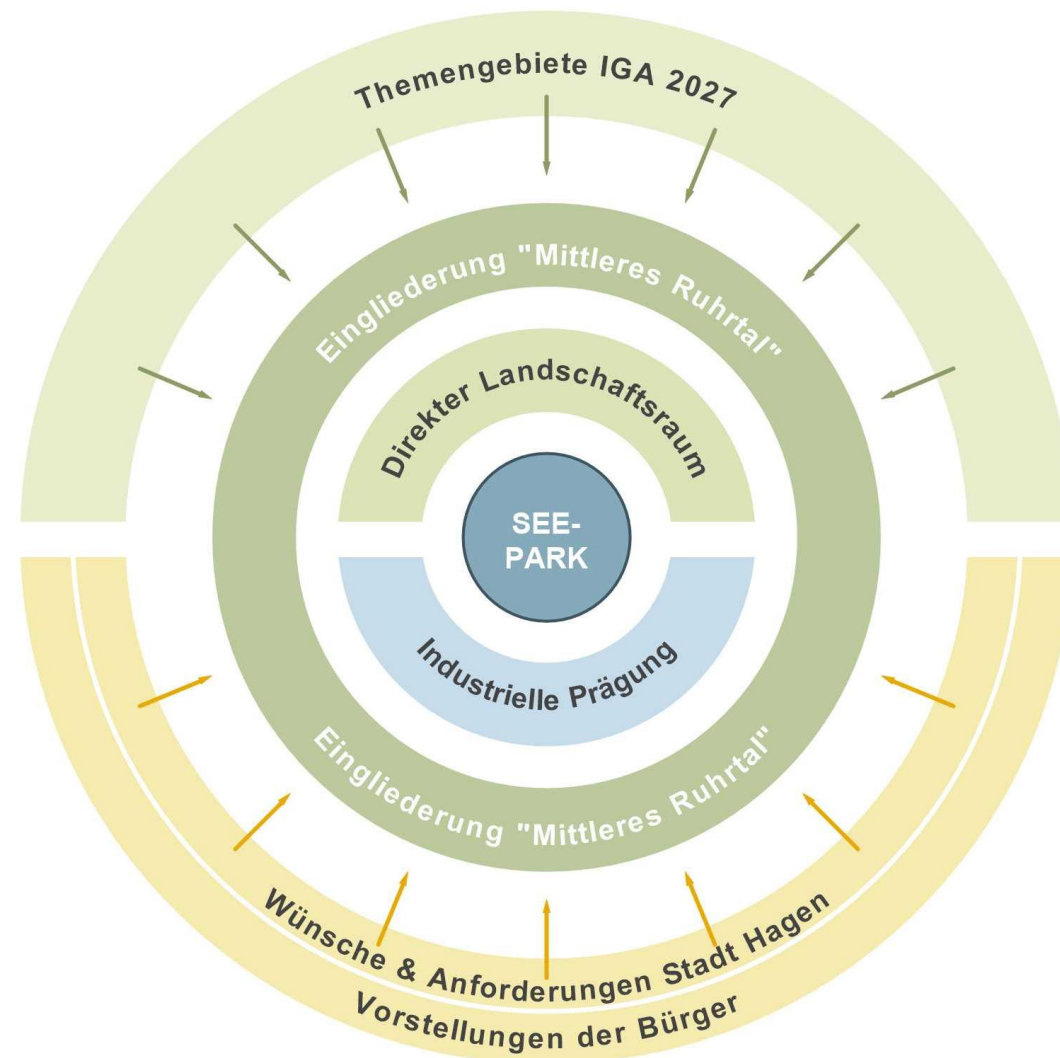 Themengebiete IGA 2027
Eingliederung "Mittleres Ruhrtal"
Direkter Landschaftsraum
SEE-
PARK
Industrielle Prägung
Eingliederung "Mittleres Ruhrtal"
Wünsche & Anforderungen Stadt Hagen
Vorstellungen der Bürger